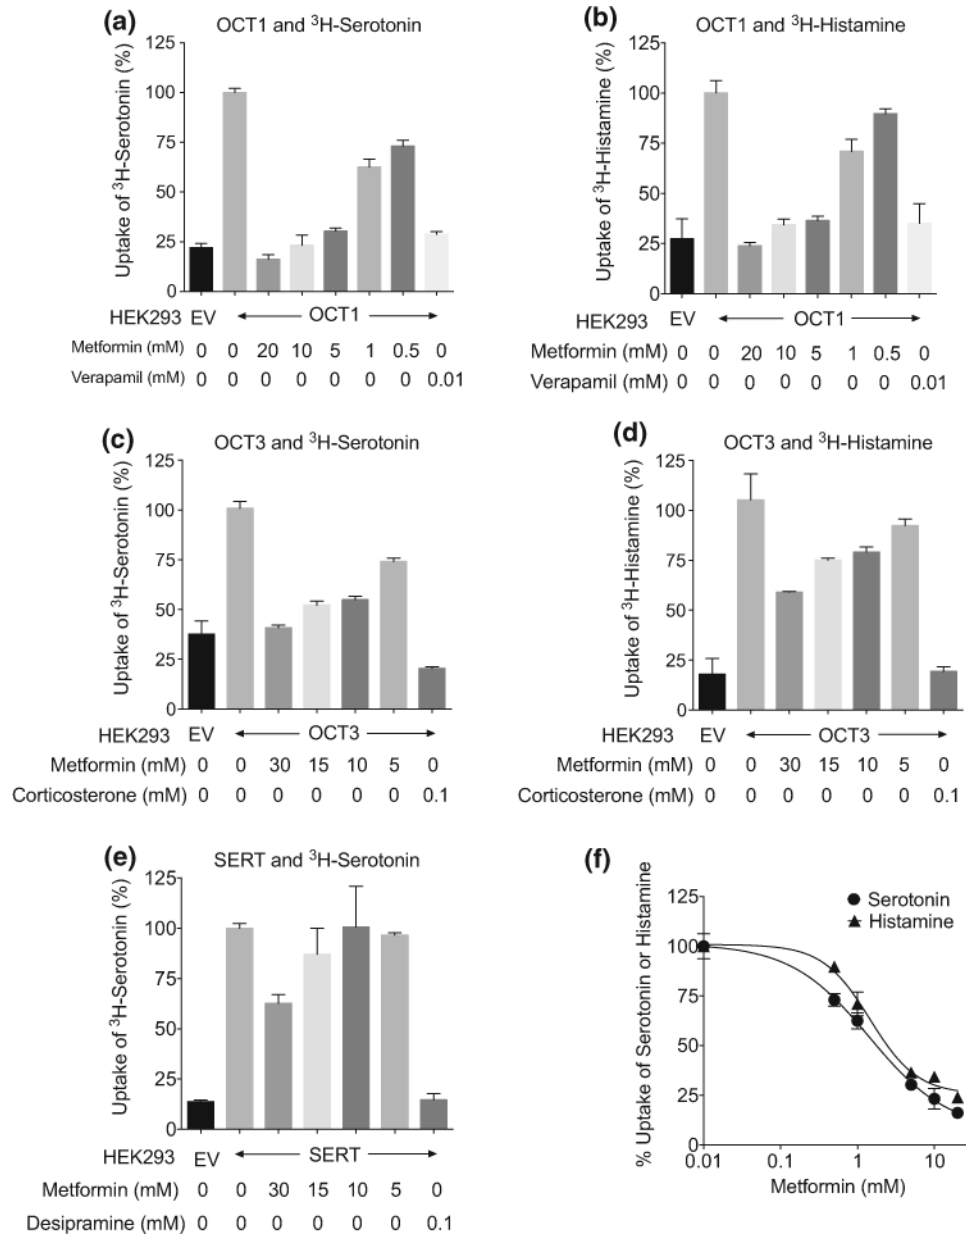 (a)
OCT1 and ³H-Serotonin
Uptake of ³H-Serotonin (%)
125
100
75
50
25
0
HEK293 EV OCT1
Metformin (mM) 0 0 20 10 5 1 0.5 0
Verapamil (mM) 0 0 0 0 0 0 0 0.01
(b)
OCT1 and ³H-Histamine
Uptake of ³H-Histamine (%)
125
100
75
50
25
0
HEK293 EV OCT1
Metformin (mM) 0 0 20 10 5 1 0.5 0
Verapamil (mM) 0 0 0 0 0 0 0 0.01
(c)
OCT3 and ³H-Serotonin
Uptake of ³H-Serotonin (%)
125
100
75
50
25
0
HEK293 EV OCT3
Metformin (mM) 0 0 30 15 10 5 0
Corticosterone (mM) 0 0 0 0 0 0 0.1
(d)
OCT3 and ³H-Histamine
Uptake of ³H-Histamine (%)
125
100
75
50
25
0
HEK293 EV OCT3
Metformin (mM) 0 0 30 15 10 5 0
Corticosterone (mM) 0 0 0 0 0 0 0.1
(e)
SERT and ³H-Serotonin
Uptake of ³H-Serotonin (%)
125
100
75
50
25
0
HEK293 EV SERT
Metformin (mM) 0 0 30 15 10 5 0
Desipramine (mM) 0 0 0 0 0 0 0.1
(f)
% Uptake of Serotonin or Histamine
125
100
75
50
25
0
Serotonin
Histamine
0.01 0.1 1 10
Metformin (mM)